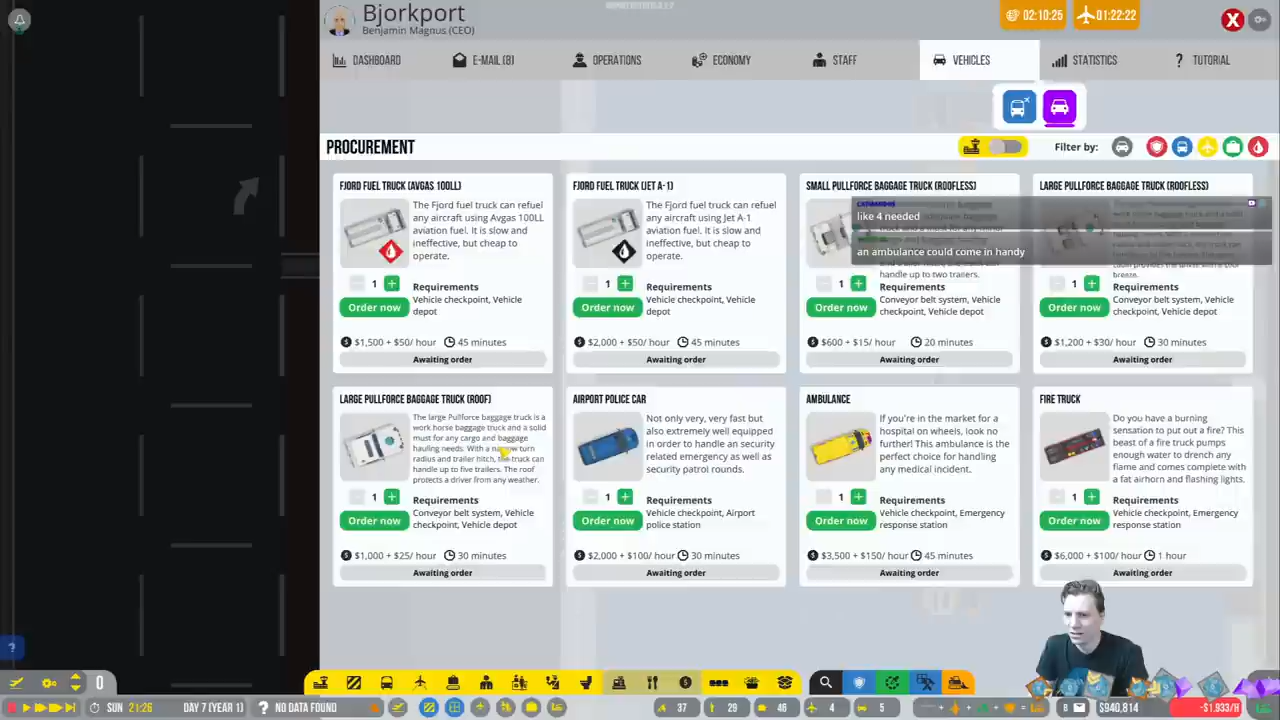 Bjorkport
Benjamin Magnus (CEO)
02:10:25
01:22:22
DASHBOARD
E-MAIL (8)
OPERATIONS
ECONOMY
STAFF
VEHICLES
STATISTICS
? TUTORIAL
PROCUREMENT
Filter by:
FJORD FUEL TRUCK (AVGAS 100LL)
The Fjord fuel truck can refuel
any aircraft using Avgas 100LL
aviation fuel. It is slow and
ineffective, but cheap to
operate.
1
Requirements
Order now
Vehicle checkpoint, Vehicle
depot
$1,500 + $50/ hour
45 minutes
Awaiting order
FJORD FUEL TRUCK (JET A-1)
The Fjord fuel truck can refuel
any aircraft using Jet A-1
aviation fuel. It is slow and
ineffective, but cheap to
operate.
1
Requirements
Order now
Vehicle checkpoint, Vehicle
depot
$2,000 + $50/ hour
45 minutes
Awaiting order
SMALL PULLFORCE BAGGAGE TRUCK (ROOFLESS)
handle up to two trailers.
1
Requirements
Order now
Conveyor belt system, Vehicle
checkpoint, Vehicle depot
$600 + $15/ hour
20 minutes
Awaiting order
LARGE PULLFORCE BAGGAGE TRUCK (ROOFLESS)
1
Requirements
Order now
Conveyor belt system, Vehicle
checkpoint, Vehicle depot
$1,200 + $30/ hour
30 minutes
Awaiting order
like 4 needed
an ambulance could come in handy
LARGE PULLFORCE BAGGAGE TRUCK (ROOF)
The large Pullforce baggage truck is a
work horse baggage truck and a solid
must for any cargo and baggage
hauling needs. With a turn
radius and trailer hitch, truck can
handle up to five trailers. The roof
protects a driver from any weather.
1
Requirements
Order now
Conveyor belt system, Vehicle
checkpoint, Vehicle depot
$1,000 + $25/ hour
30 minutes
Awaiting order
AIRPORT POLICE CAR
Not only very, very fast but
also extremely well equipped
in order to handle an security
related emergency as well as
security patrol rounds.
1
Requirements
Order now
Vehicle checkpoint, Airport
police station
$2,000 + $100/ hour
30 minutes
Awaiting order
AMBULANCE
If you're in the market for a
hospital on wheels, look no
further! This ambulance is the
perfect choice for handling
any medical incident.
1
Requirements
Order now
Vehicle checkpoint, Emergency
response station
$3,500 + $150/ hour
45 minutes
Awaiting order
FIRE TRUCK
Do you have a burning
sensation to put out a fire? This
beast of a fire truck pumps
enough water to drench any
flame and comes complete with
a fat airhorn and flashing lights.
1
Requirements
Order now
Vehicle checkpoint, Emergency
response station
$6,000 + $100/ hour
1 hour
Awaiting order
?
0
SUN 21:26
DAY 7 (YEAR 1)
? NO DATA FOUND
37
29
46
4
5
8
$940,814
-$1.933/H